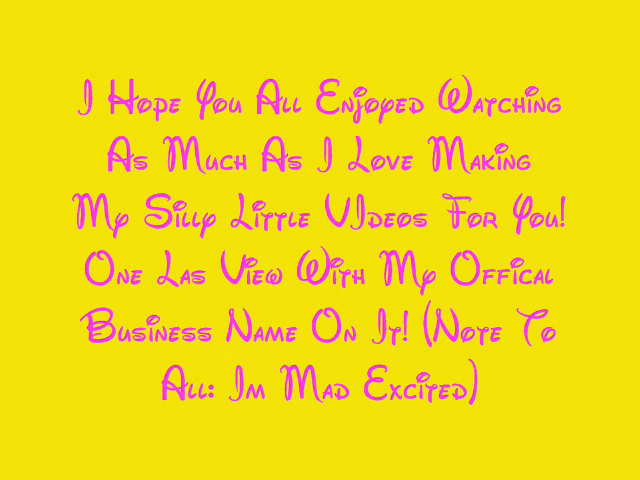 I Hope You All Enjoyed Watching
As Much As I Love Making
My Silly Little VIdeos For You!
One Las View With My Offical
Business Name On It! (Note To
All: Im Mad Excited)